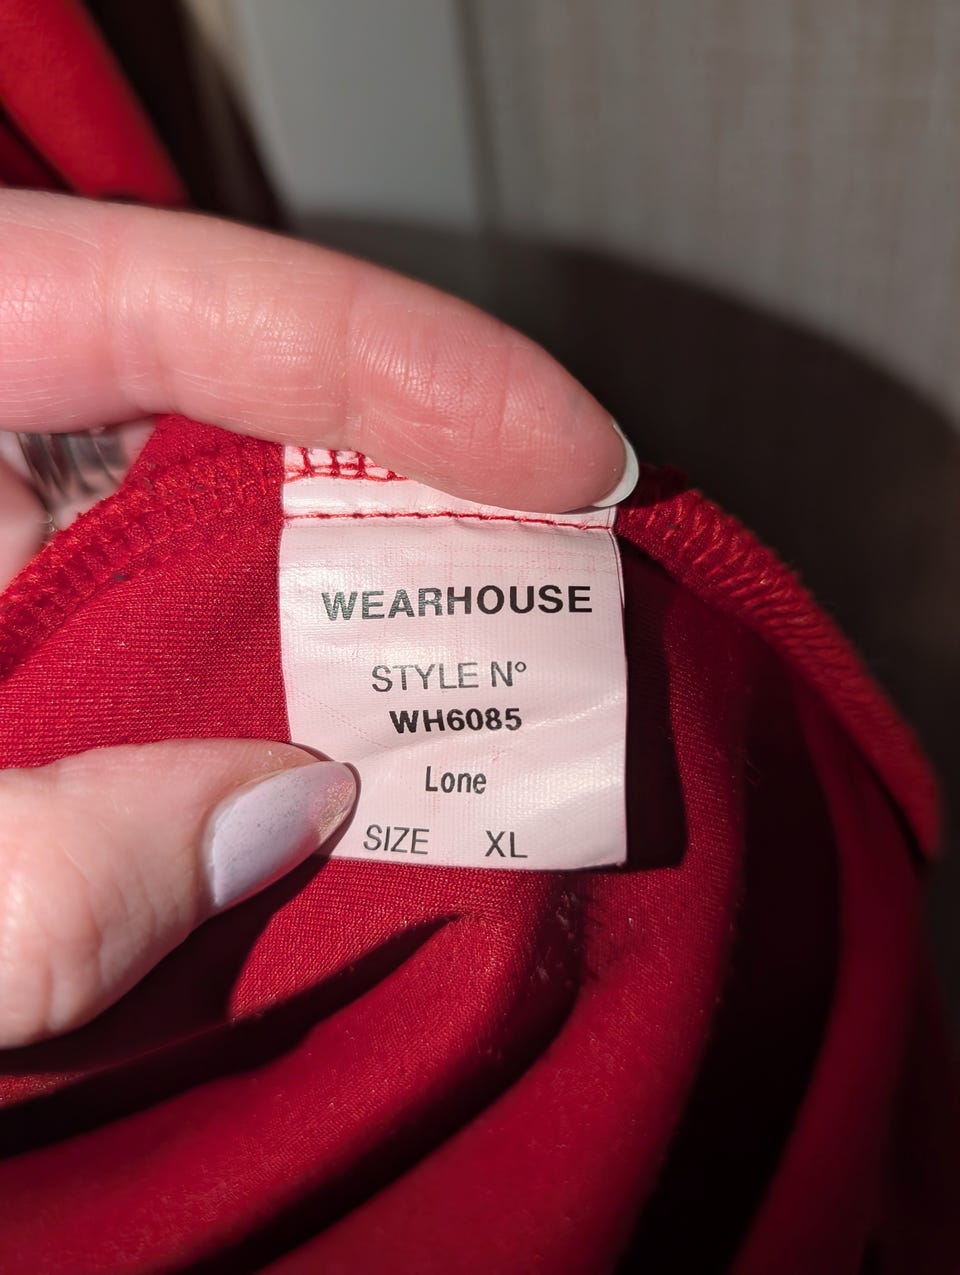 WEARHOUSE
STYLE N°
WH6085
Lone
SIZE XL